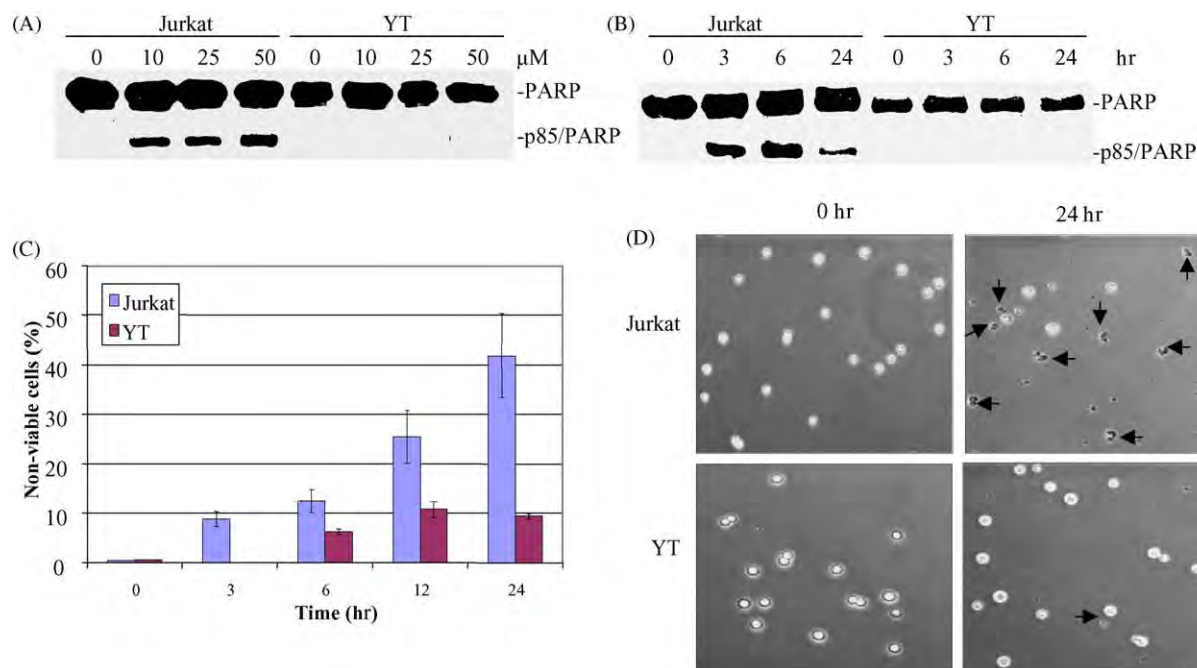 (A)
Jurkat YT
0 10 25 50 0 10 25 50 µM
-PARP
-p85/PARP
(B)
Jurkat YT
0 3 6 24 0 3 6 24 hr
-PARP
-p85/PARP
(C)
60
50
40
30
20
10
0
Non-viable cells (%)
Jurkat
YT
0 3 6 12 24
Time (hr)
(D)
0 hr 24 hr
Jurkat
YT